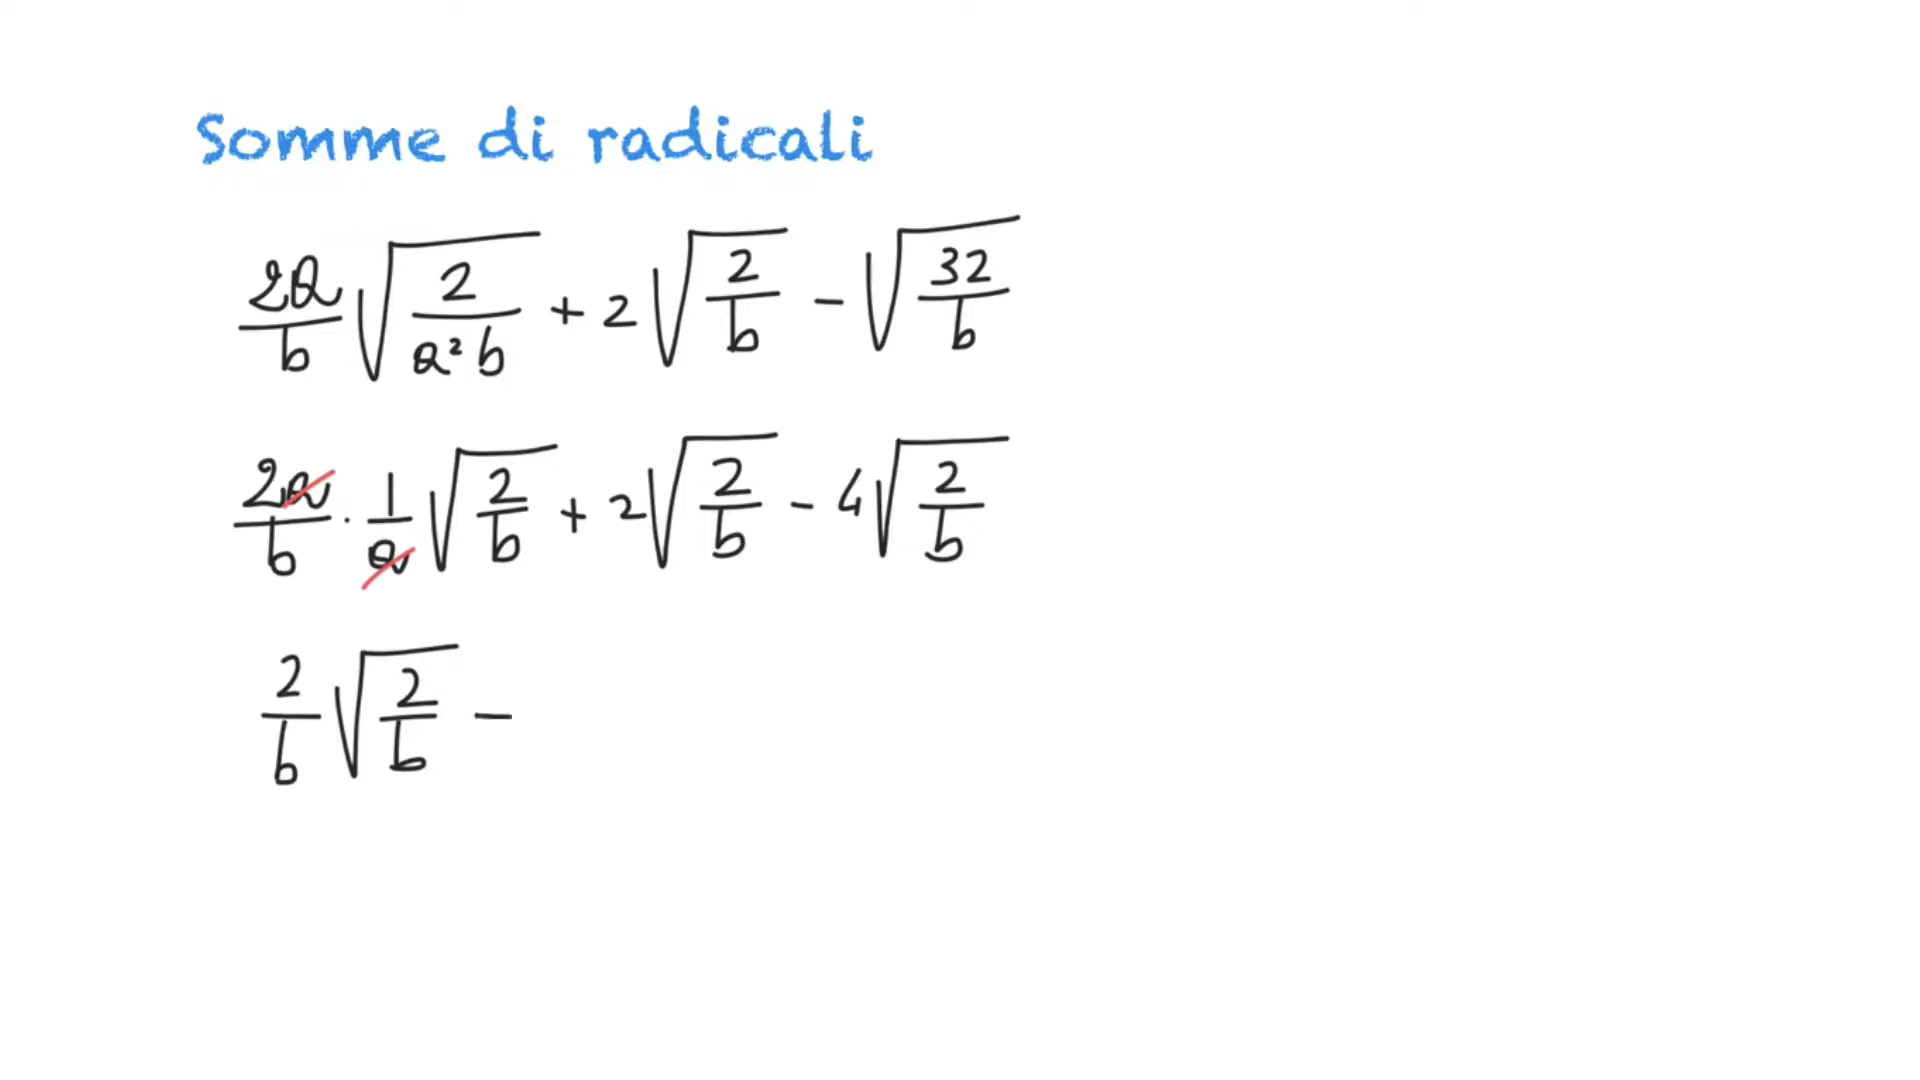 Somme di radicali
2a/b √(2/(a²b)) + 2√(2/b) - √(32/b)
2a/b · 1/a √(2/b) + 2√(2/b) - 4√(2/b)
2/b √(2/b) -